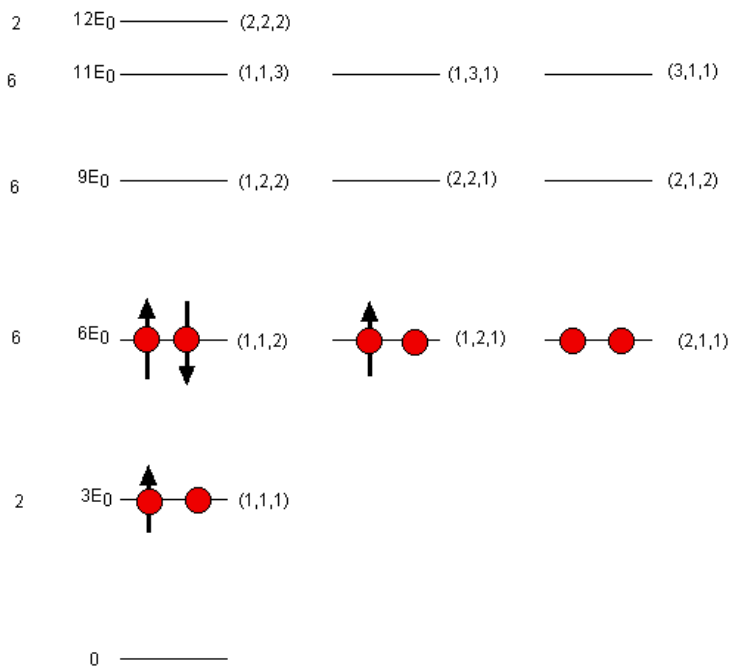 2 12E0 (2,2,2)
6 11E0 (1,1,3) (1,3,1) (3,1,1)
6 9E0 (1,2,2) (2,2,1) (2,1,2)
6 6E0 (1,1,2) (1,2,1) (2,1,1)
2 3E0 (1,1,1)
0